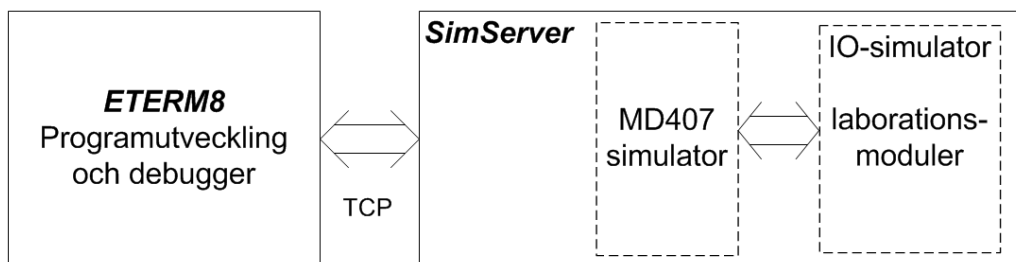 ETERM8
Programutveckling
och debugger
TCP
SimServer
MD407
simulator
IO-simulator
laborations-
moduler